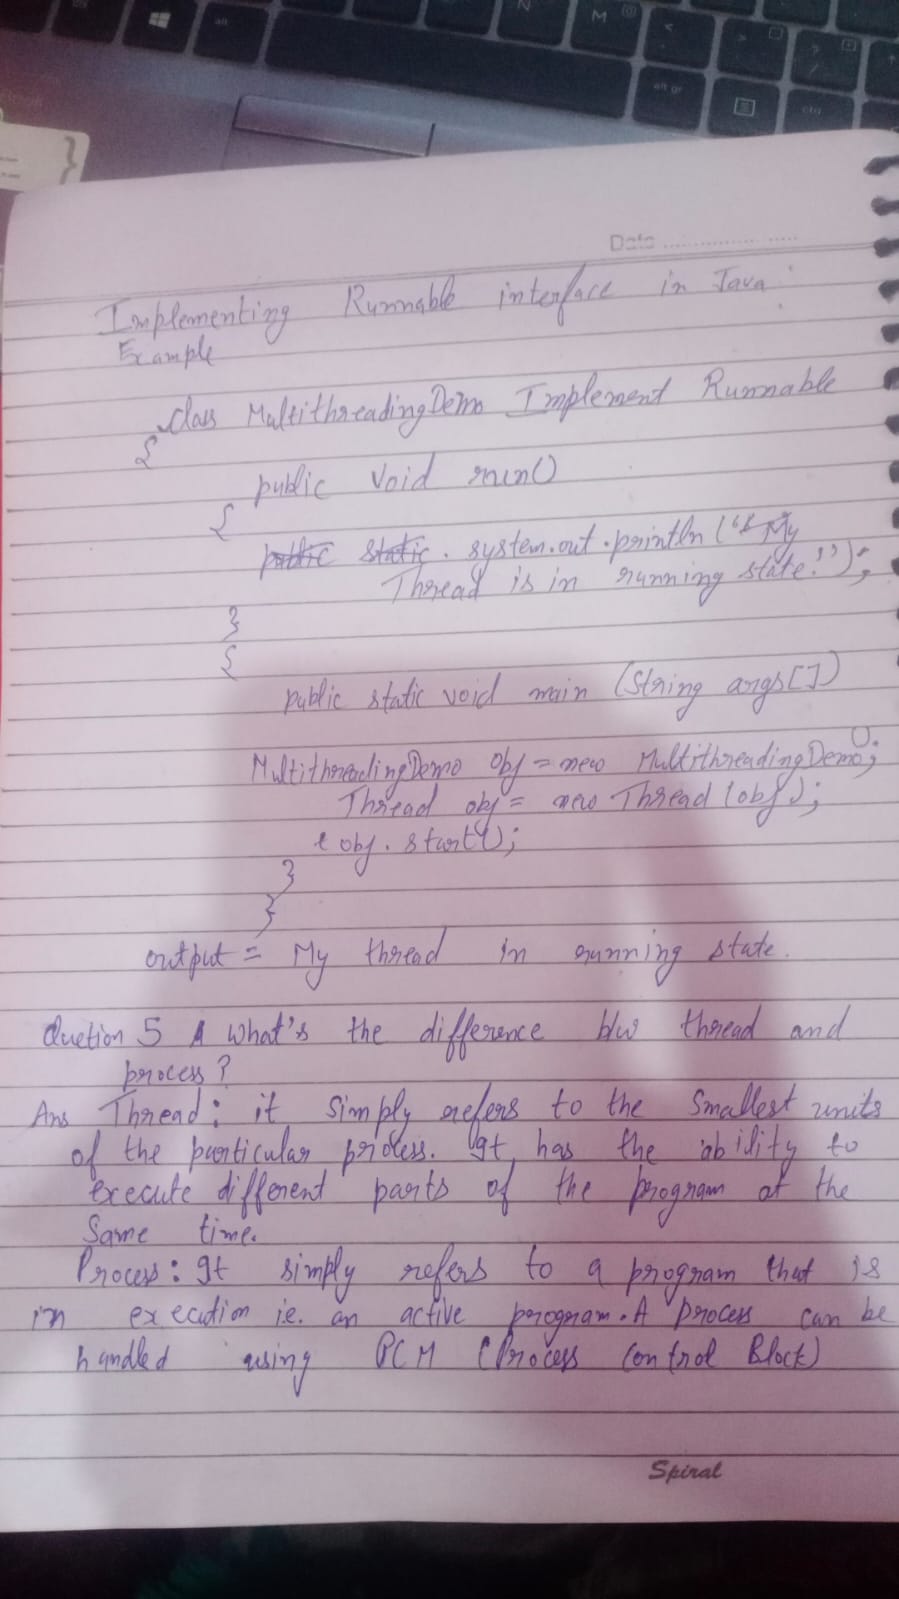 Date
Implementing Runnable interface in Java:
Example
class MultithreadingDemo Implement Runnable
{
public void run()
{
public static. system.out.println ("My
Thread is in running state!");
}
{
public static void main (String args[])
MultithreadingDemo obj = new MultithreadingDemo();
Thread obj = new Thread (obj);
tobj.start();
}
}
output = My thread in running state.
Quetion 5 what's the difference b/w thread and
process?
Ans Thread: it simply refers to the smallest units
of the particular process. It has the ability to
execute different parts of the program at the
Same time.
Process: It simply refers to a program that is
in execution i.e. an active program. A process can be
handled using PCM (Process Control Block)
Spiral